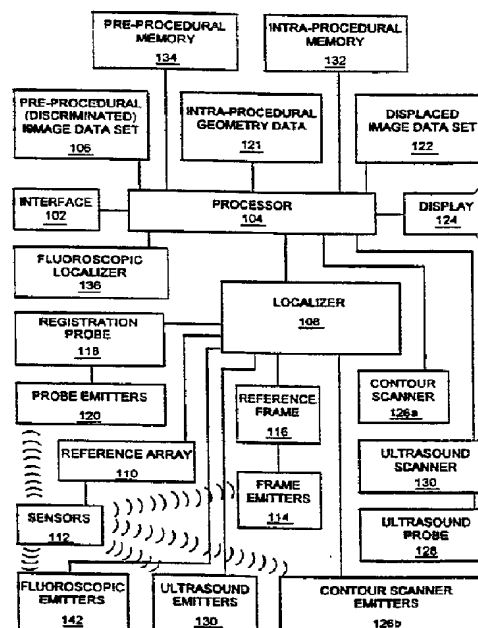 PRE-PROCEDURAL
MEMORY
134
INTRA-PROCEDURAL
MEMORY
132
PRE-PROCEDURAL
(DISCRIMINATED)
I9MAGE DATA SET
106
INTRA-PROCEDURAL
GEOMETRY DATA
121
DISPLACED
IMAGE DATA SET
122
INTERFACE
102
PROCESSOR
104
DISPLAY
124
FLUOROSCOPIC
LOCALIZER
136
LOCALIZER
108
REGISTRATION
PROBE
118
CONTOUR
SCANNER
126a
PROBE EMITTERS
120
REFERENCE
FRAME
116
REFERENCE ARRAY
110
ULTRASOUND
SCANNER
130
SENSORS
112
FRAME
EMITTERS
114
ULTRASOUND
PROBE
128
FLUOROSCOPIC
EMITTERS
142
ULTRASOUND
EMITTERS
130
CONTOUR SCANNER
EMITTERS
126b